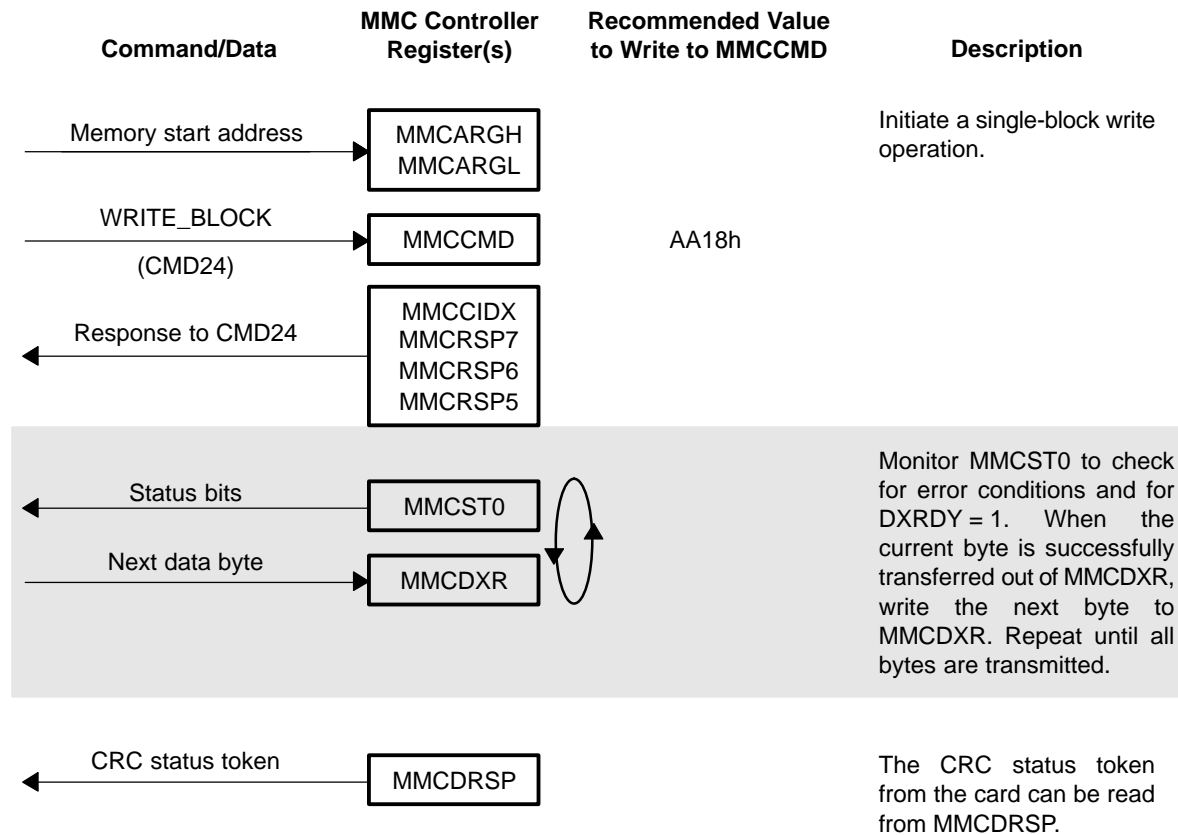 Command/Data
MMC Controller
Register(s)
Recommended Value
to Write to MMCCMD
Description
Memory start address
MMCARGH
MMCARGL
Initiate a single-block write
operation.
WRITE_BLOCK
(CMD24)
MMCCMD
AA18h
Response to CMD24
MMCCIDX
MMCRSP7
MMCRSP6
MMCRSP5
Status bits
MMCST0
Next data byte
MMCDXR
Monitor MMCST0 to check
for error conditions and for
DXRDY = 1. When the
current byte is successfully
transferred out of MMCDXR,
write the next byte to
MMCDXR. Repeat until all
bytes are transmitted.
CRC status token
MMCDRSP
The CRC status token
from the card can be read
from MMCDRSP.